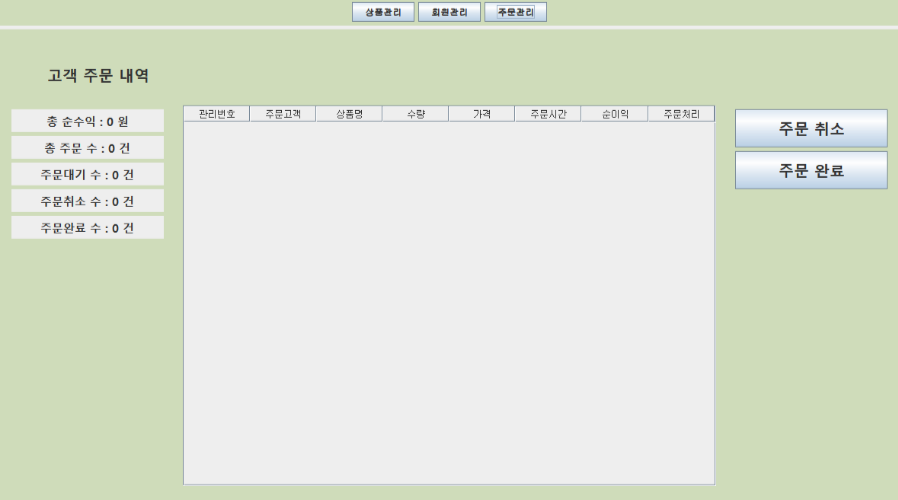 상품관리 회원관리 주문관리
고객 주문 내역
총 순수익 : 0 원
총 주문 수 : 0 건
주문대기 수 : 0 건
주문취소 수 : 0 건
주문완료 수 : 0 건
관리번호 주문고객 상품명 수량 가격 주문시간 순이익 주문처리
주문 취소
주문 완료